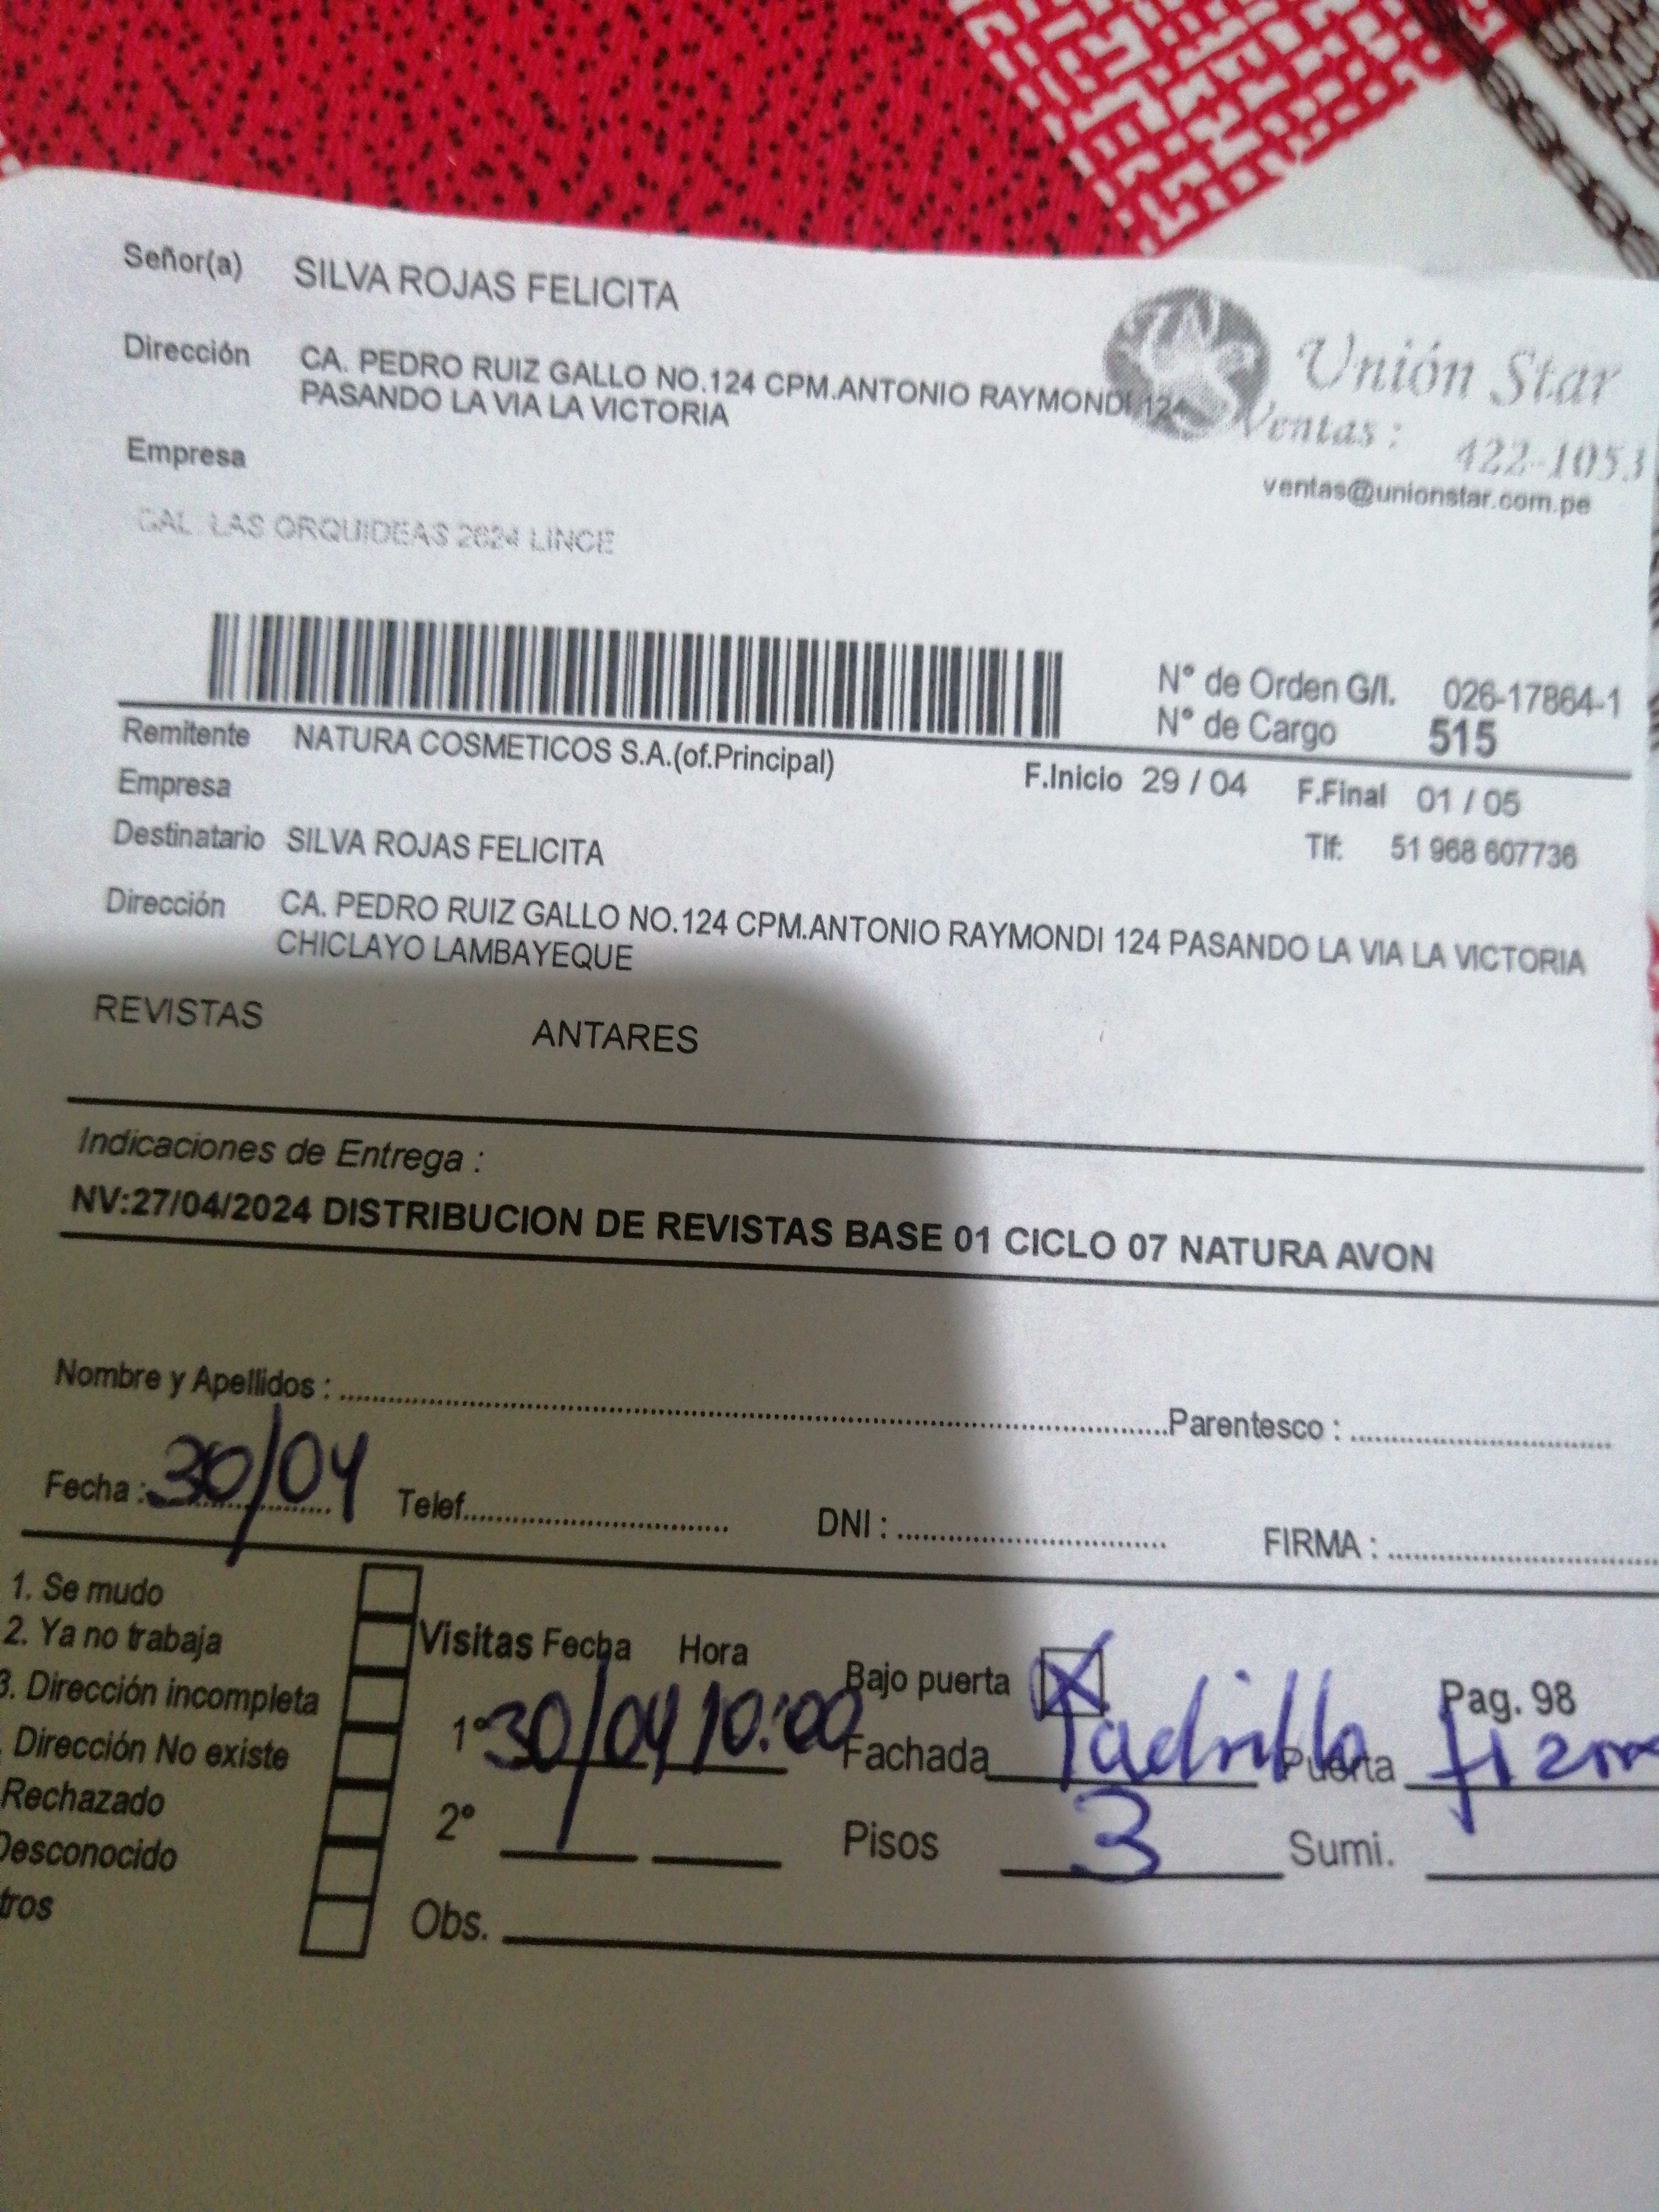 Señor(a) SILVA ROJAS FELICITA
Dirección CA. PEDRO RUIZ GALLO NO.124 CPM.ANTONIO RAYMONDI 124
PASANDO LA VIA LA VICTORIA
Unión Star
Ventas : 422-1053
ventas@unionstar.com.pe
Empresa
CAL. LAS ORQUIDEAS 2624 LINCE
N° de Orden G/I. 026-17864-1
N° de Cargo 515
Remitente NATURA COSMETICOS S.A.(of.Principal)
F.Inicio 29 / 04 F.Final 01 / 05
Empresa
Destinatario SILVA ROJAS FELICITA
Tlf: 51 968 607736
Dirección CA. PEDRO RUIZ GALLO NO.124 CPM.ANTONIO RAYMONDI 124 PASANDO LA VIA LA VICTORIA
CHICLAYO LAMBAYEQUE
REVISTAS ANTARES
Indicaciones de Entrega :
NV:27/04/2024 DISTRIBUCION DE REVISTAS BASE 01 CICLO 07 NATURA AVON
Nombre y Apellidos : Parentesco :
Fecha : 30/04 Telef. DNI : FIRMA :
1. Se mudo
2. Ya no trabaja
3. Dirección incompleta
. Dirección No existe
Rechazado
Desconocido
tros
Visitas Fecha Hora
1° 30/04 10:00
2° /
Obs.
Bajo puerta X Pag. 98
Fachada Ladrillo Puerta
Pisos 3 Sumi.